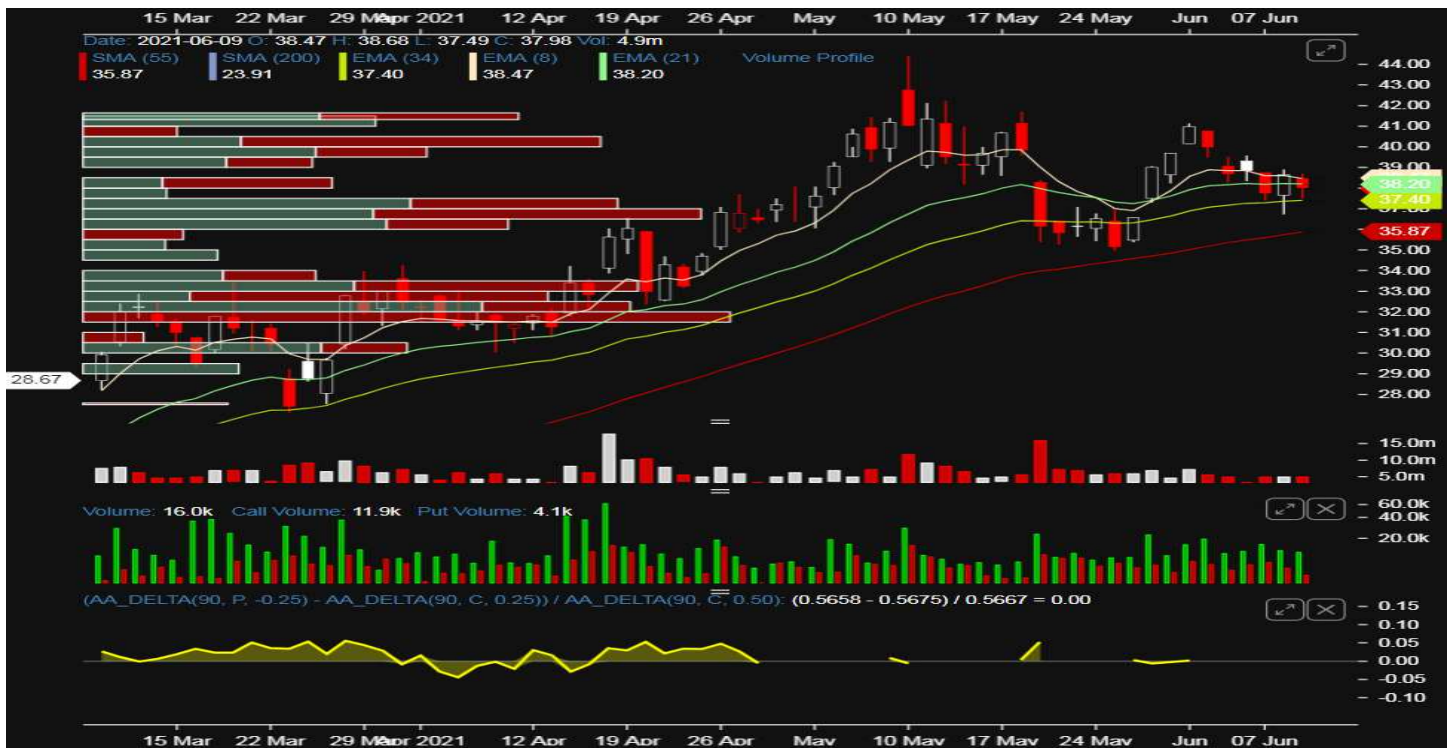 15 Mar 22 Mar 29 Mar Apr 2021 12 Apr 19 Apr 26 Apr May 10 May 17 May 24 May Jun 07 Jun
Date: 2021-06-09 O: 38.47 H: 38.68 L: 37.49 C: 37.98 Vol: 4.9m
SMA (55) SMA (200) EMA (34) EMA (8) EMA (21) Volume Profile
35.87 23.91 37.40 38.47 38.20
44.00
43.00
42.00
41.00
40.00
39.00
38.20
37.40
37.00
35.87
35.00
34.00
33.00
32.00
31.00
30.00
29.00
28.67
28.00
15.0m
10.0m
5.0m
Volume: 16.0k Call Volume: 11.9k Put Volume: 4.1k
60.0k
40.0k
20.0k
(AA_DELTA(90, P, -0.25) - AA_DELTA(90, C, 0.25)) / AA_DELTA(90, C, 0.50): (0.5658 - 0.5675) / 0.5667 = 0.00
0.15
0.10
0.05
0.00
-0.05
-0.10
15 Mar 22 Mar 29 Mar Apr 2021 12 Apr 19 Apr 26 Apr May 10 May 17 May 24 May Jun 07 Jun